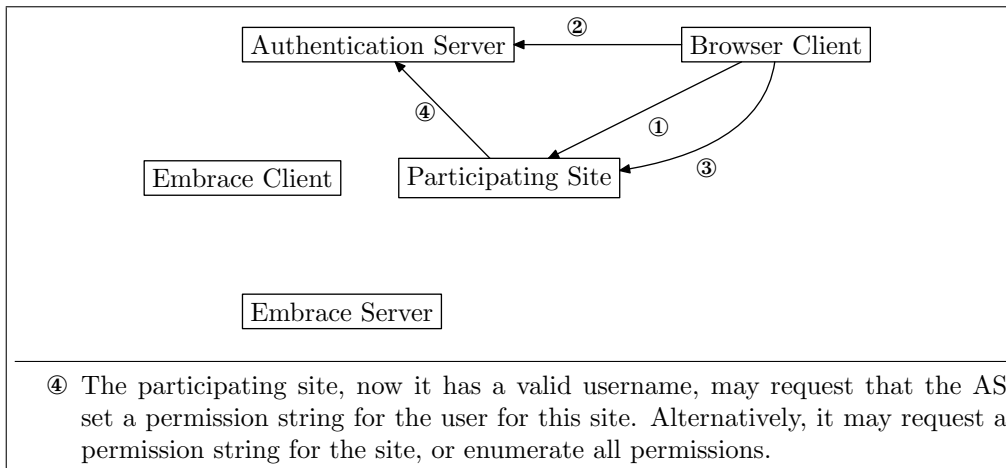 ②
Authentication Server
Browser Client
④
①
Embrace Client
Participating Site
③
Embrace Server
④ The participating site, now it has a valid username, may request that the AS
set a permission string for the user for this site. Alternatively, it may request a
permission string for the site, or enumerate all permissions.